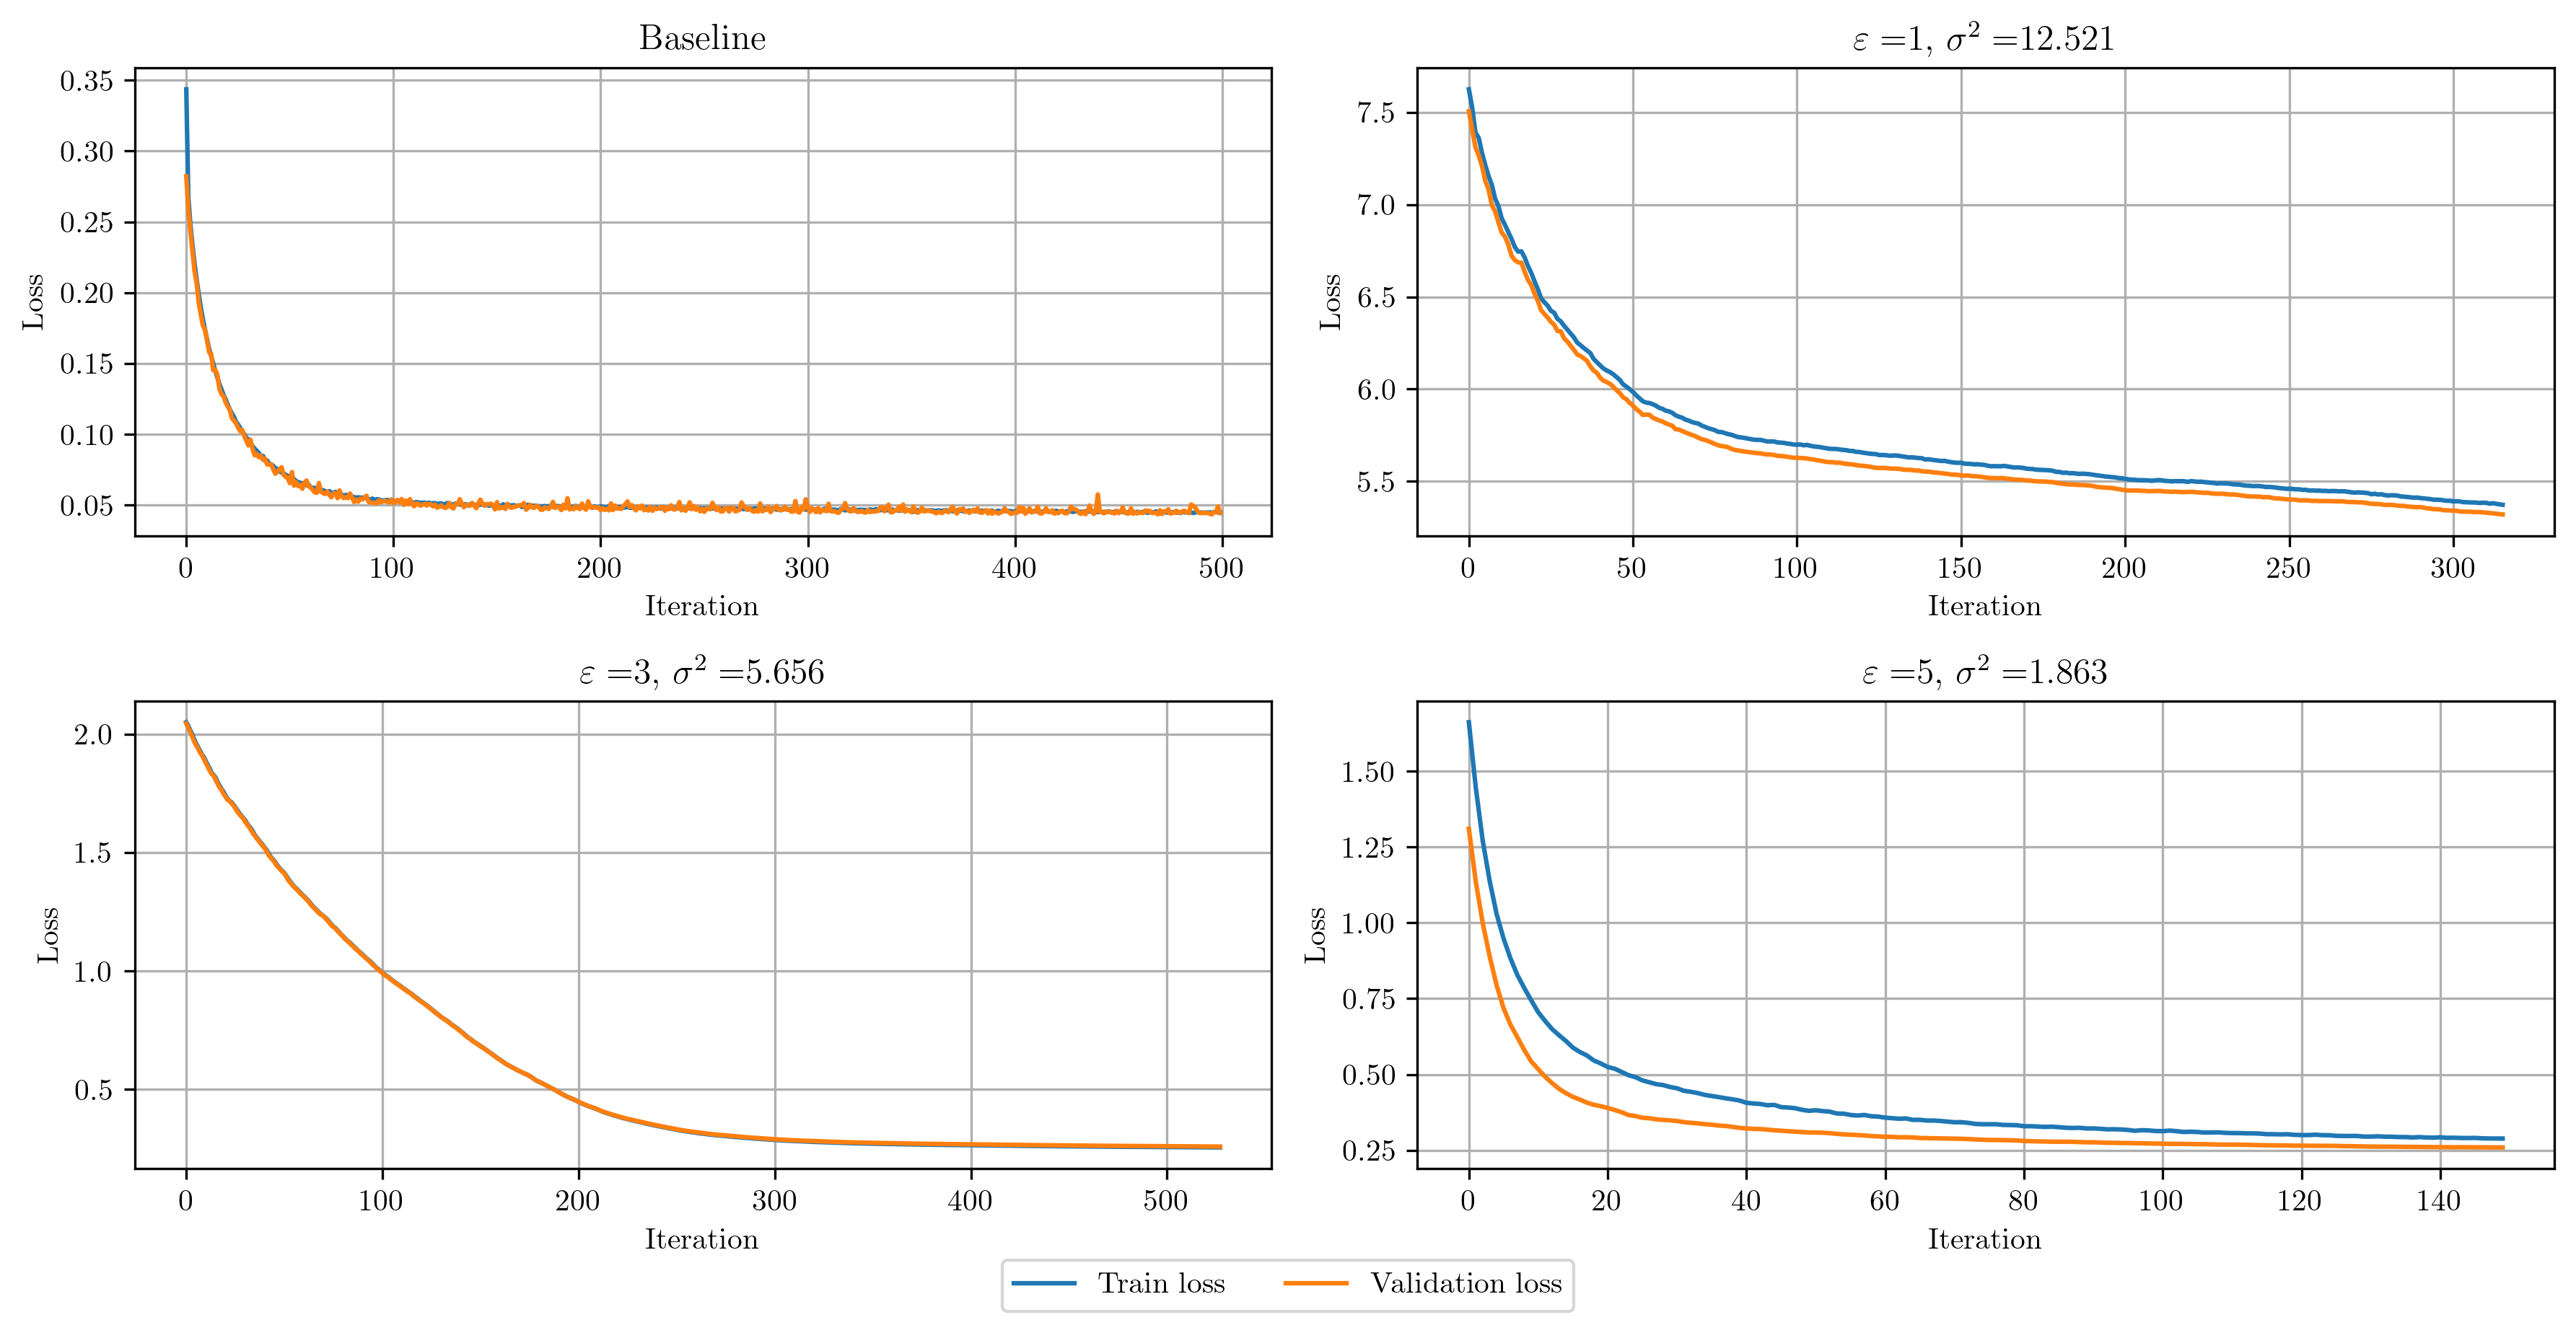 Baseline
0.35
0.30
0.25
0.20
0.15
0.10
0.05
Loss
0 100 200 300 400 500
Iteration
ε =1, σ² =12.521
7.5
7.0
6.5
6.0
5.5
Loss
0 50 100 150 200 250 300
Iteration
ε =3, σ² =5.656
2.0
1.5
1.0
0.5
Loss
0 100 200 300 400 500
Iteration
ε =5, σ² =1.863
1.50
1.25
1.00
0.75
0.50
0.25
Loss
0 20 40 60 80 100 120 140
Iteration
Train loss Validation loss